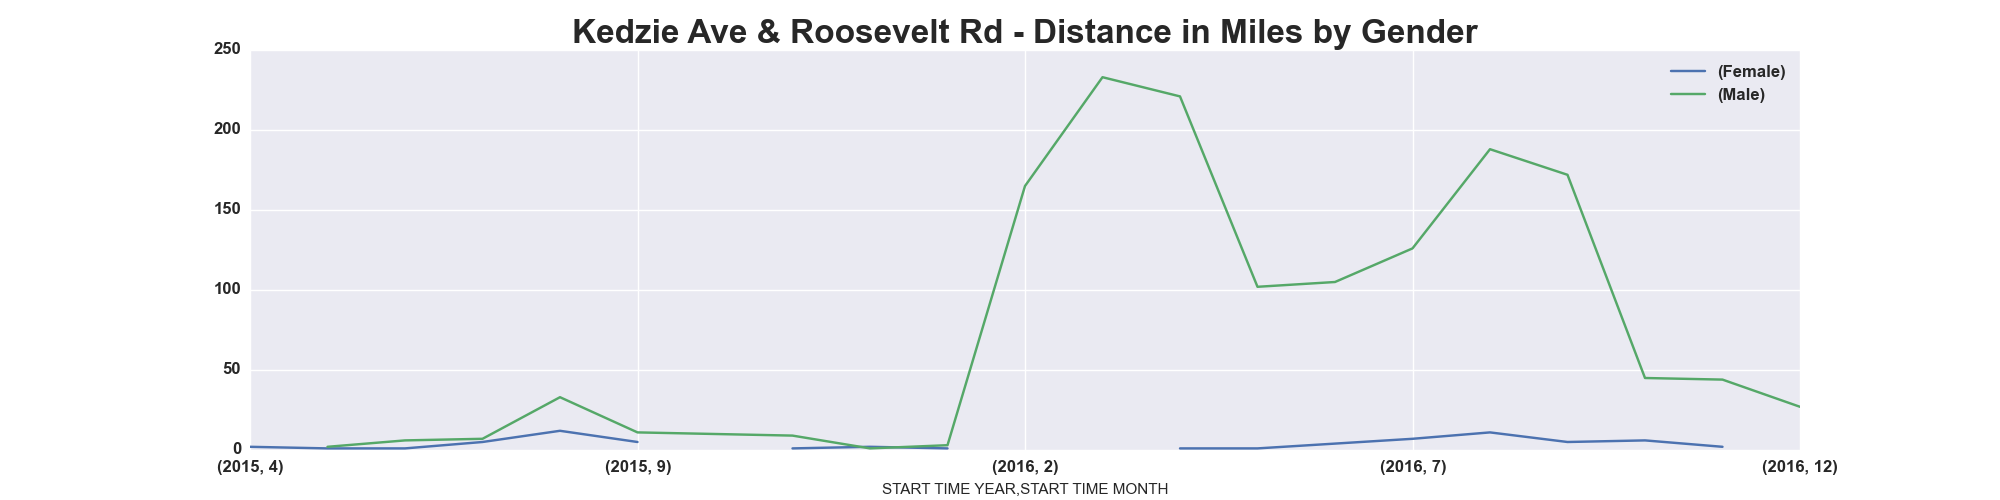 Kedzie Ave & Roosevelt Rd - Distance in Miles by Gender
250
200
150
100
50
0
(Female)
(Male)
(2015, 4)
(2015, 9)
(2016, 2)
(2016, 7)
(2016, 12)
START TIME YEAR,START TIME MONTH